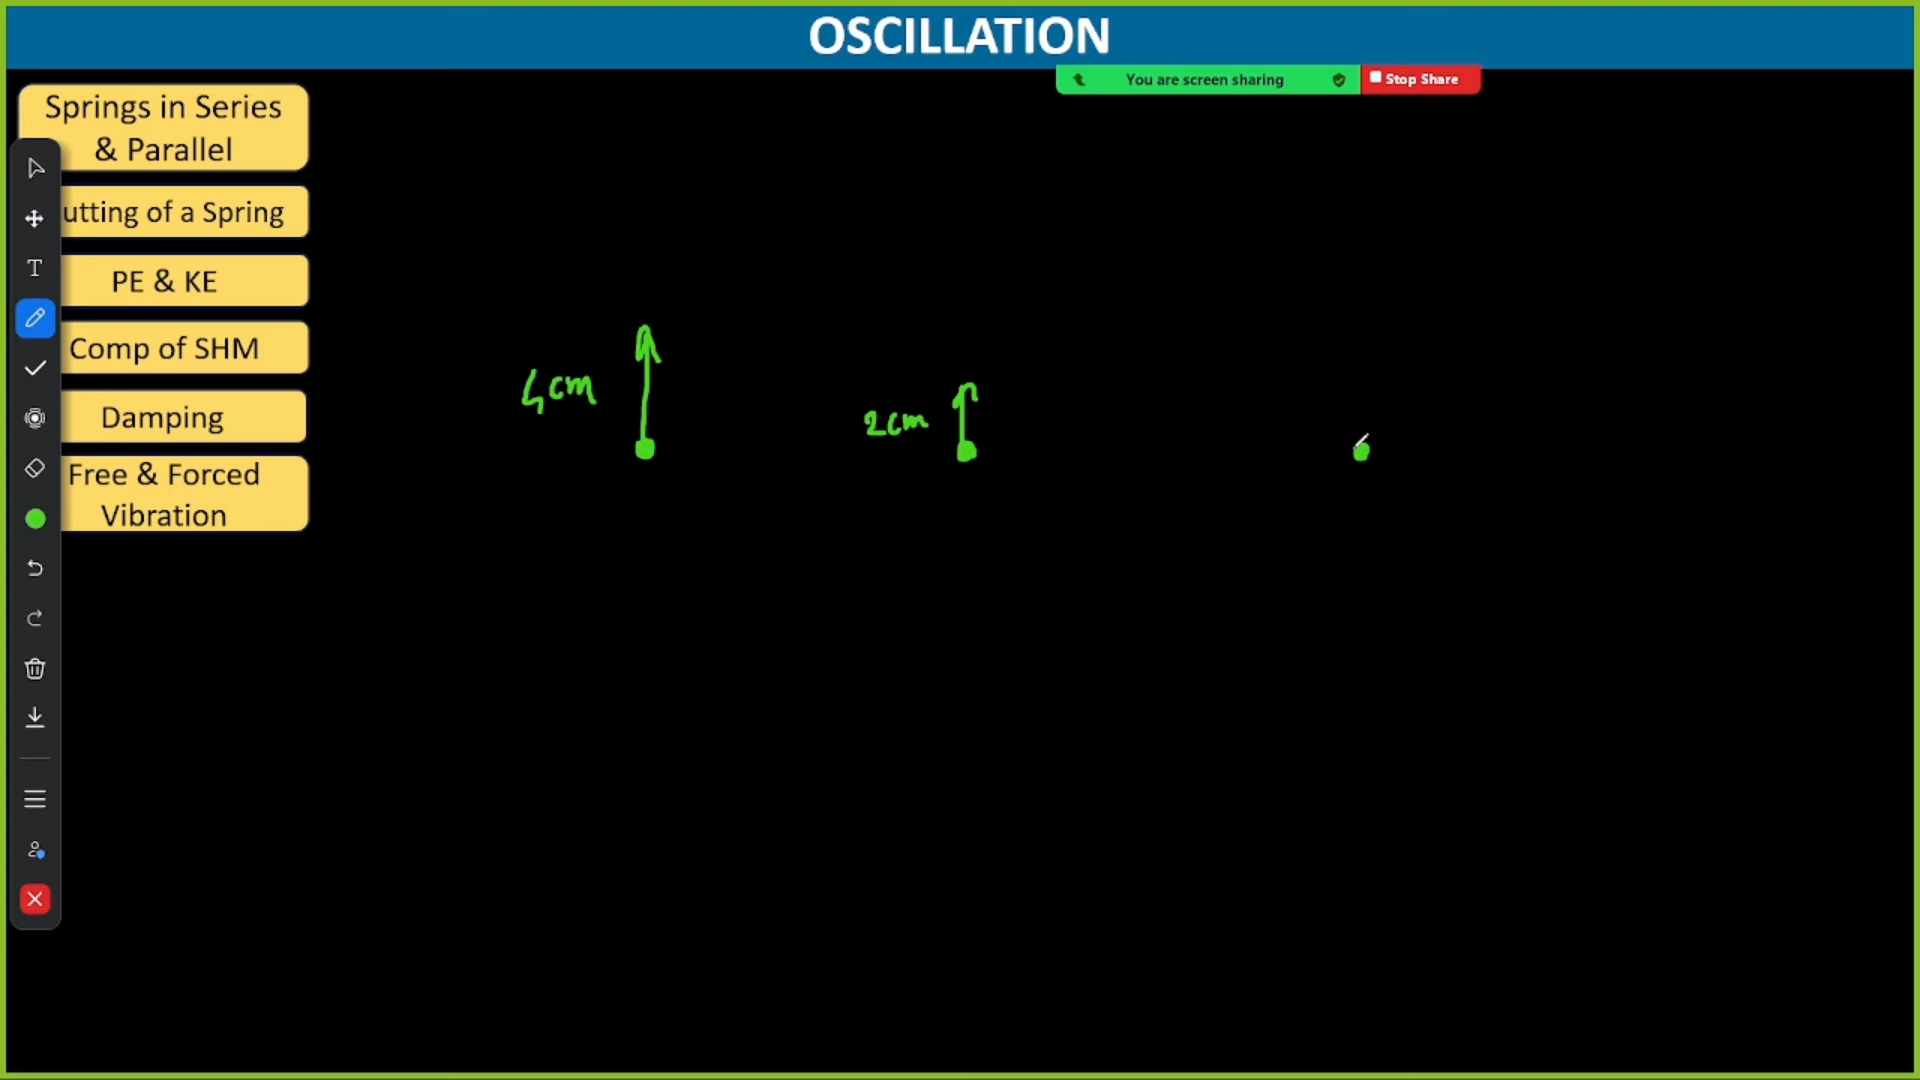 OSCILLATION
You are screen sharing
Stop Share
Springs in Series
& Parallel
utting of a Spring
PE & KE
Comp of SHM
Damping
Free & Forced
Vibration
T
4cm
2cm